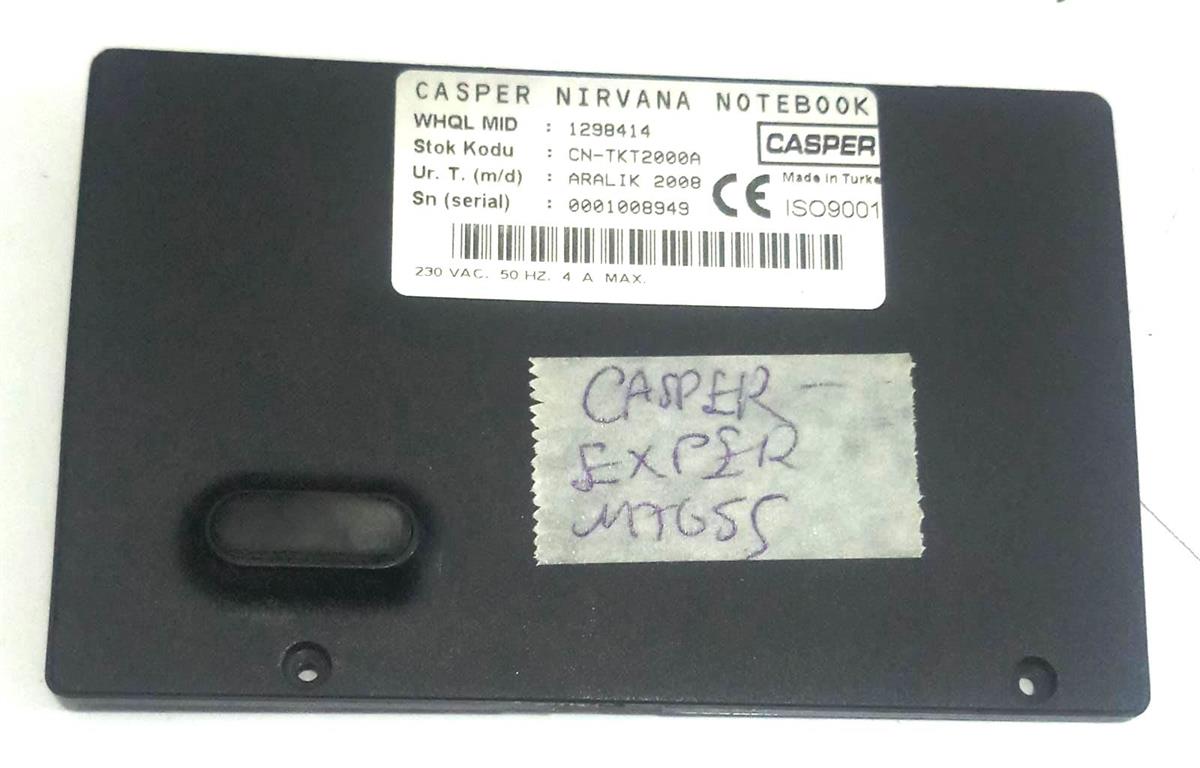 CASPER NIRVANA NOTEBOOK
WHQL MID : 1298414
CASPER
Stok Kodu : CN-TKT2000A
Made in Turke
Ur. T. (m/d) : ARALIK 2008
CE ISO9001
Sn (serial) : 0001008949
230 VAC. 50 HZ. 4 A MAX.
CASPER -
EXPER
MT655